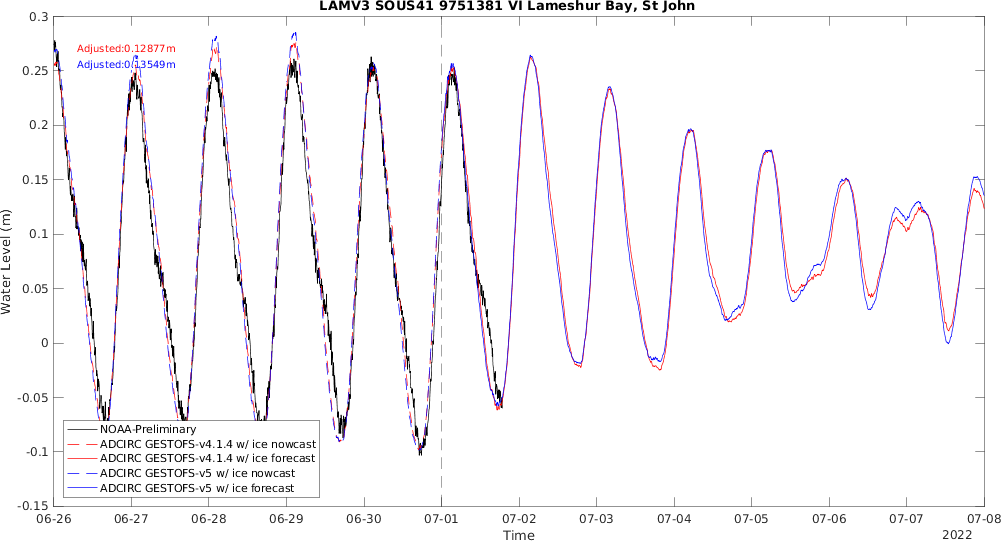 LAMV3 SOUS41 9751381 VI Lameshur Bay, St John
0.3
0.25
0.2
0.15
0.1
0.05
0
-0.05
-0.1
-0.15
Water Level (m)
Adjusted:0.12877m
Adjusted:0.13549m
NOAA-Preliminary
ADCIRC GESTOFS-v4.1.4 w/ ice nowcast
ADCIRC GESTOFS-v4.1.4 w/ ice forecast
ADCIRC GESTOFS-v5 w/ ice nowcast
ADCIRC GESTOFS-v5 w/ ice forecast
06-26 06-27 06-28 06-29 06-30 07-01 07-02 07-03 07-04 07-05 07-06 07-07 07-08
Time
2022